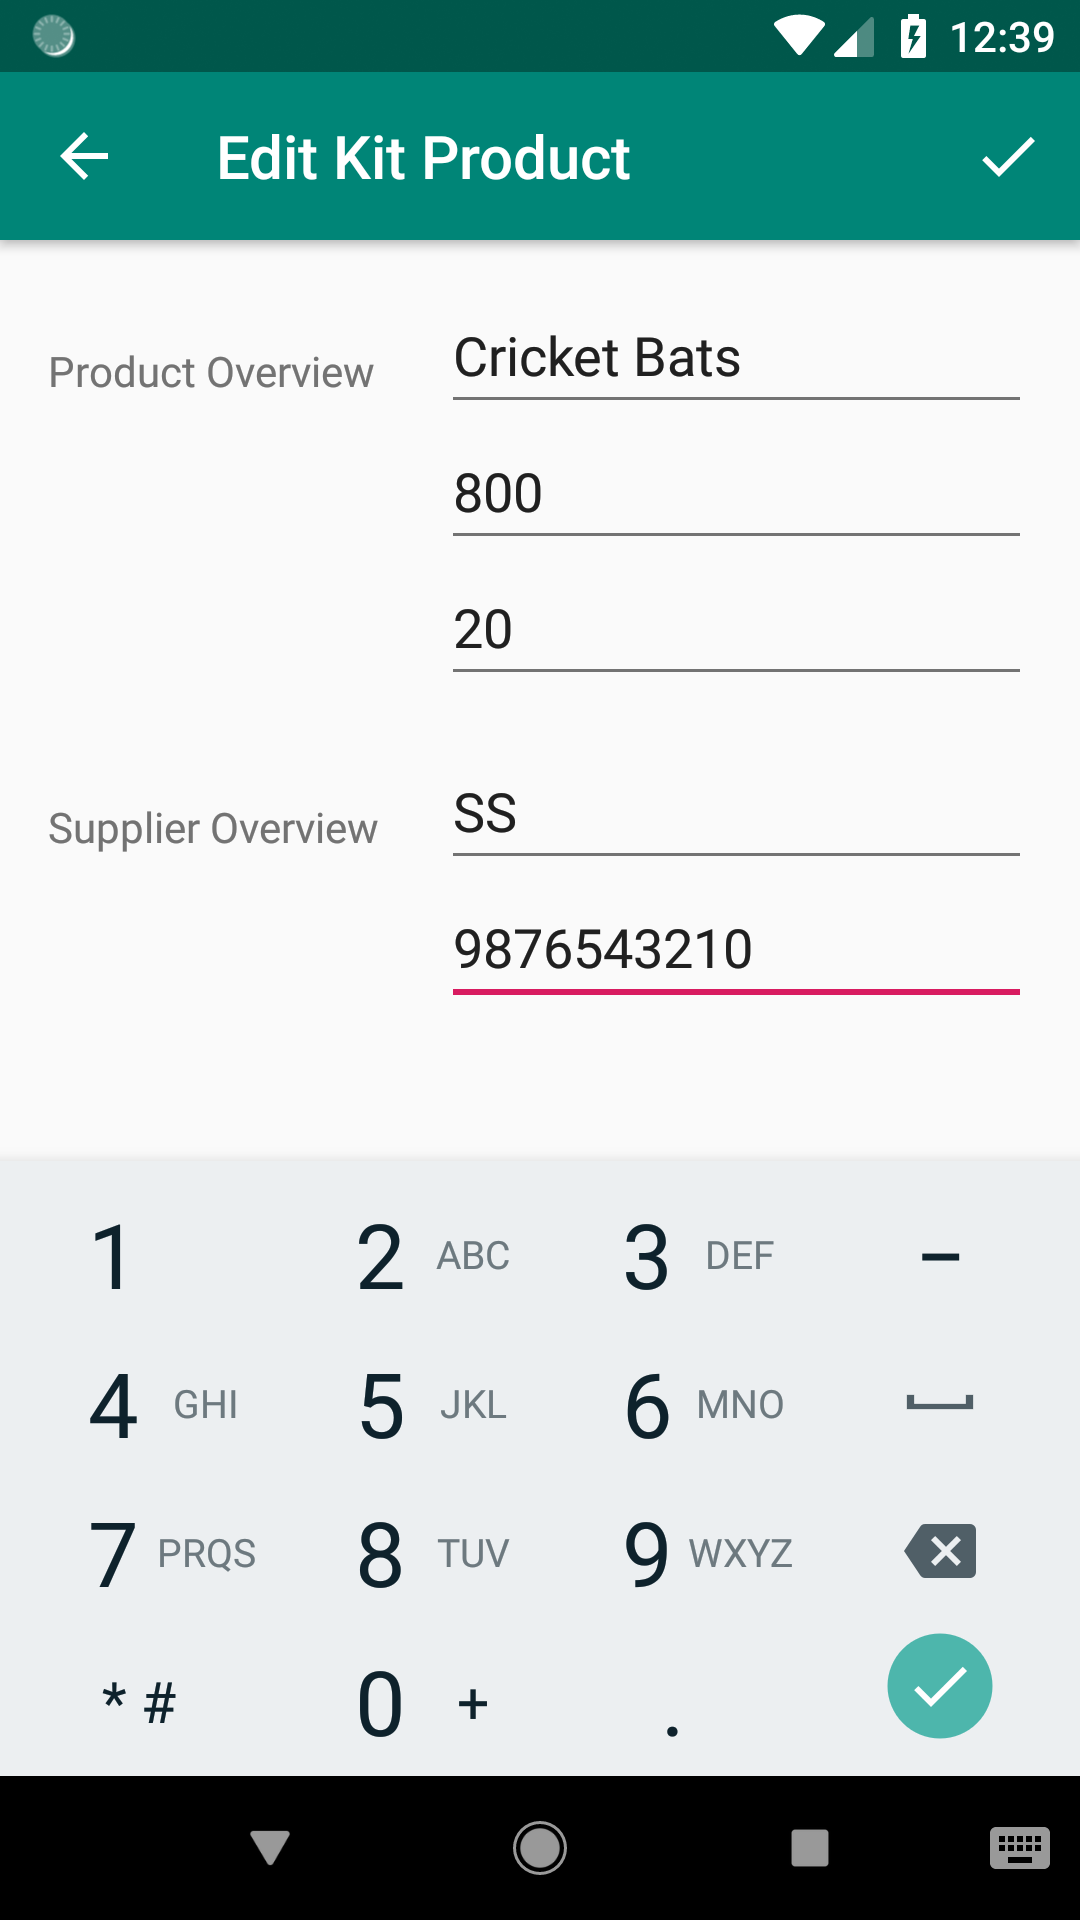 12:39
Edit Kit Product
Product Overview
Cricket Bats
800
20
Supplier Overview
SS
9876543210
1 2 ABC 3 DEF –
4 GHI 5 JKL 6 MNO
7 PRQS 8 TUV 9 WXYZ
* # 0 + .